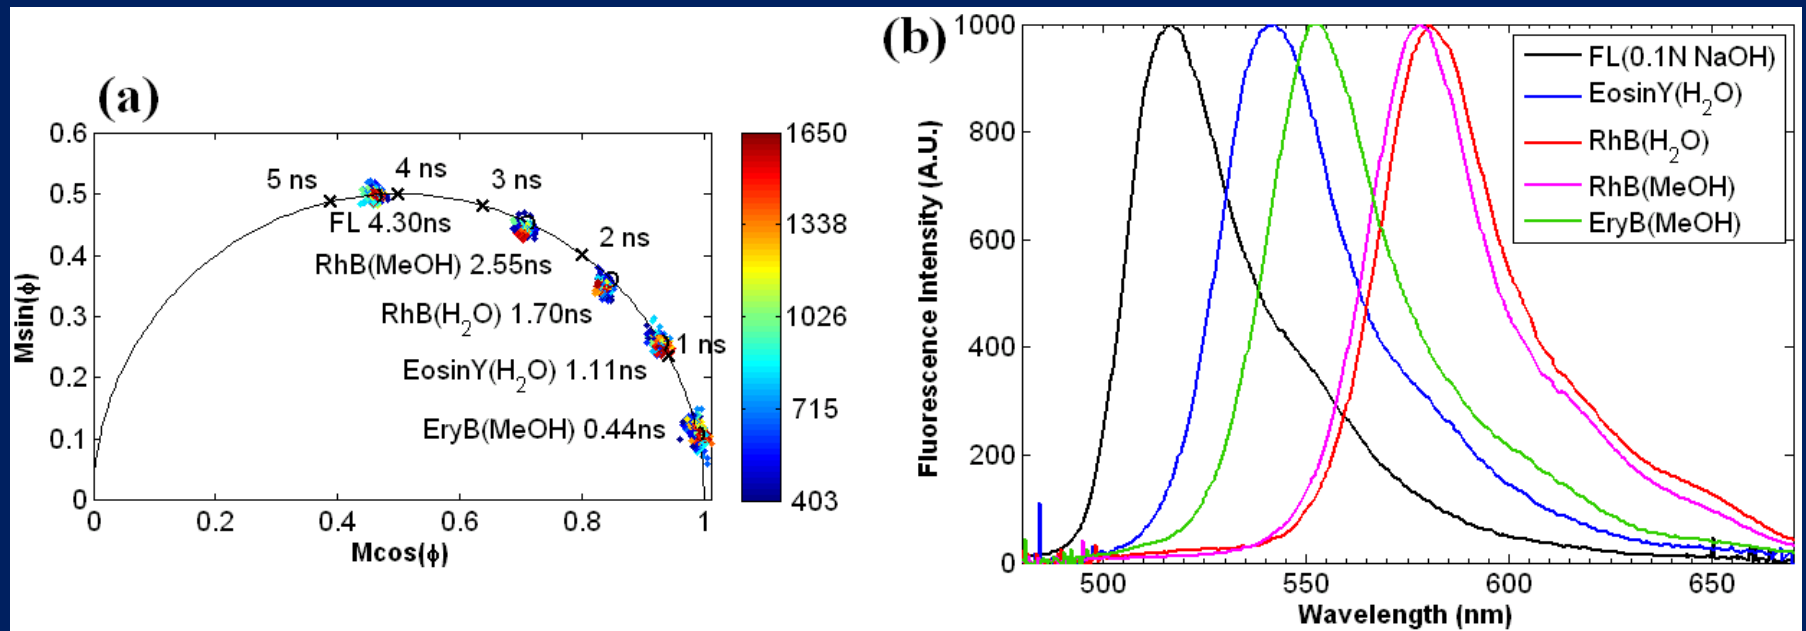 (a)
Msin(ϕ)
0.6
0.5
0.4
0.3
0.2
0.1
0
0 0.2 0.4 0.6 0.8 1
Mcos(ϕ)
5 ns
4 ns
3 ns
2 ns
1 ns
FL 4.30ns
RhB(MeOH) 2.55ns
RhB(H₂O) 1.70ns
EosinY(H₂O) 1.11ns
EryB(MeOH) 0.44ns
1650
1338
1026
715
403
(b)
Fluorescence Intensity (A.U.)
1000
800
600
400
200
0
500 550 600 650
Wavelength (nm)
FL(0.1N NaOH)
EosinY(H₂O)
RhB(H₂O)
RhB(MeOH)
EryB(MeOH)